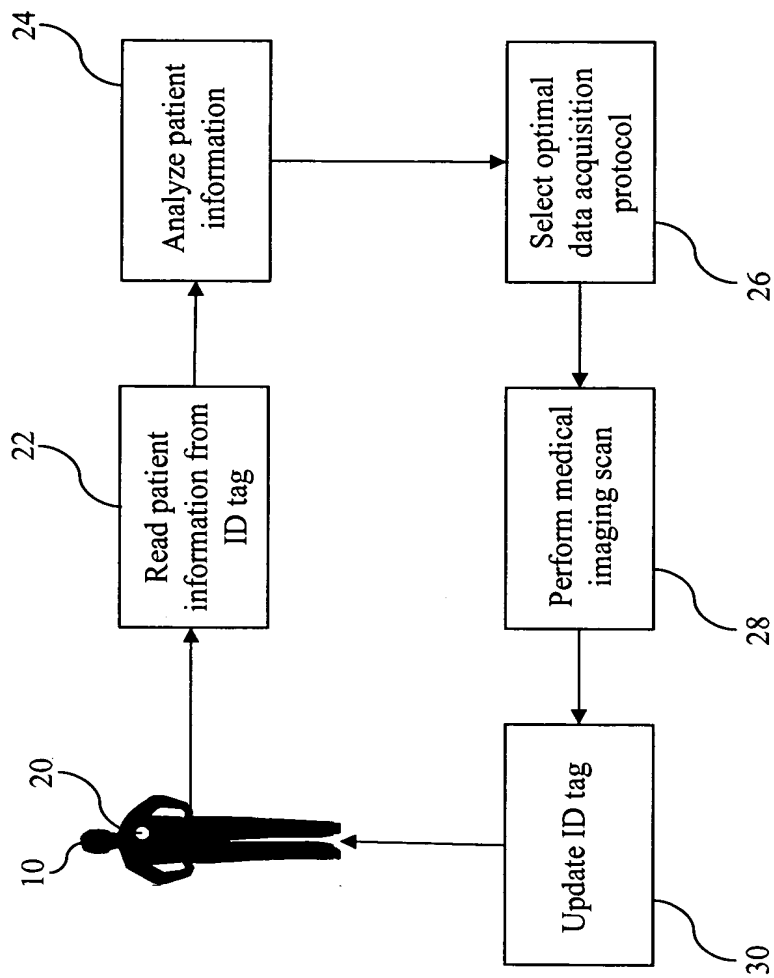 10
20
22
Read patient
information from
ID tag
24
Analyze patient
information
Select optimal
data acquisition
protocol
26
Perform medical
imaging scan
28
Update ID tag
30